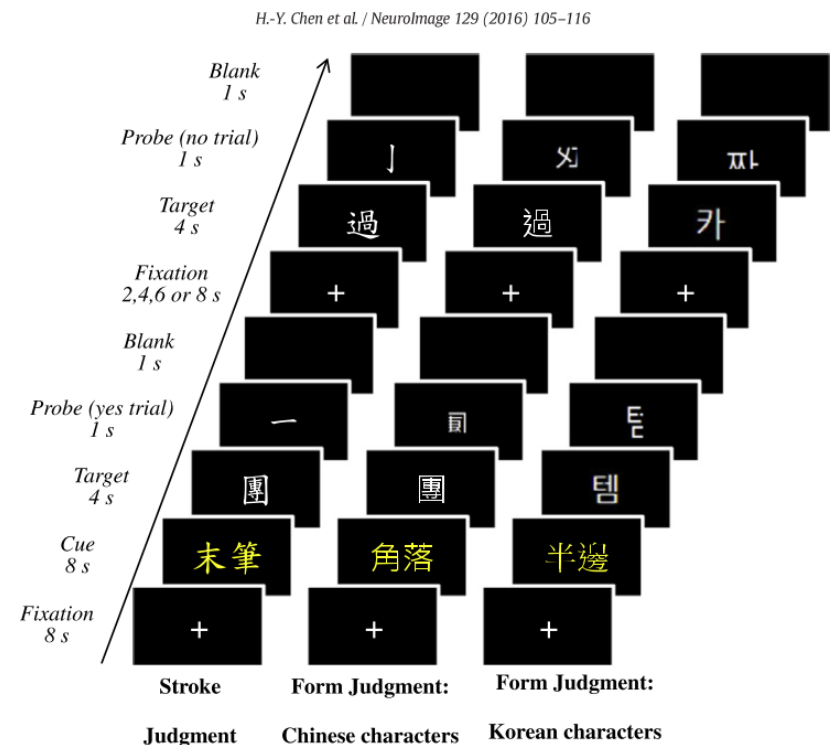 H.-Y. Chen et al. / NeuroImage 129 (2016) 105–116
Blank
1 s
Probe (no trial)
1 s
亅
짜
Target
4 s
過
過
카
Fixation
2,4,6 or 8 s
+
+
+
Blank
1 s
Probe (yes trial)
1 s
一
Target
4 s
團
團
템
Cue
8 s
末筆
角落
半邊
Fixation
8 s
+
+
+
Stroke
Judgment
Form Judgment:
Chinese characters
Form Judgment:
Korean characters